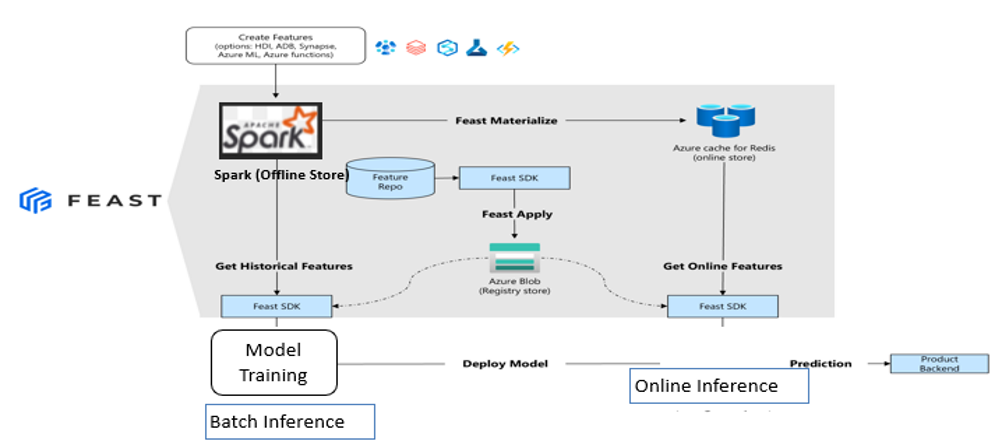 Create Features
(options: HDI, ADB, Synapse,
Azure ML, Azure functions)
APACHE
Spark
Feast Materialize
Azure cache for Redis
(online store)
Spark (Offline Store)
Feature
Repo
Feast SDK
FEAST
Feast Apply
Get Historical Features
Azure Blob
(Registry store)
Get Online Features
Feast SDK
Feast SDK
Model
Training
Deploy Model
Prediction
Product
Backend
Online Inference
Batch Inference